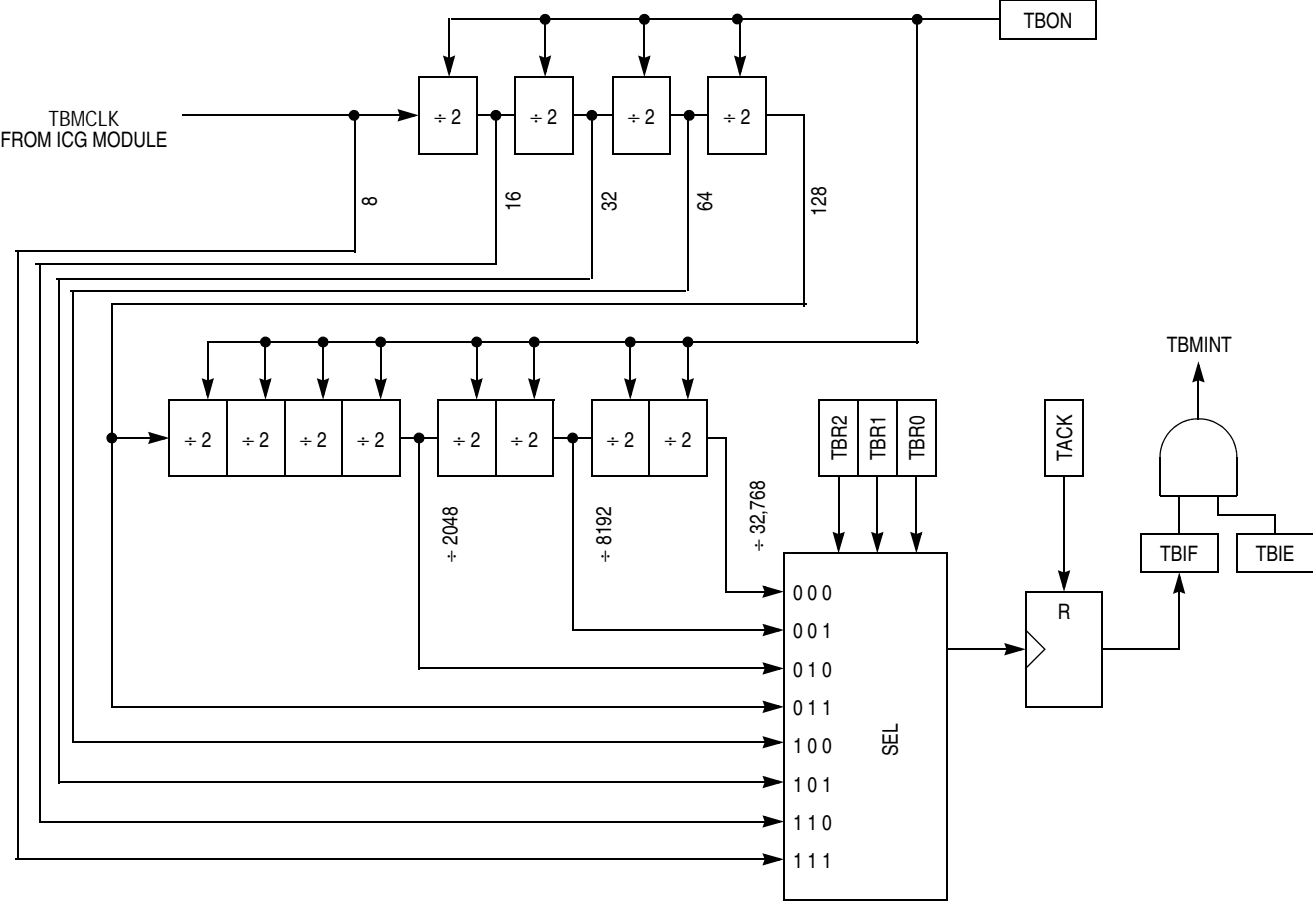 TBON
TBMCLK
FROM ICG MODULE
÷ 2
÷ 2
÷ 2
÷ 2
8
16
32
64
128
TBMINT
÷ 2
÷ 2
÷ 2
÷ 2
÷ 2
÷ 2
÷ 2
÷ 2
TBR2
TBR1
TBR0
TACK
÷ 2048
÷ 8192
÷ 32,768
TBIF
TBIE
0 0 0
0 0 1
0 1 0
0 1 1
1 0 0
1 0 1
1 1 0
1 1 1
SEL
R